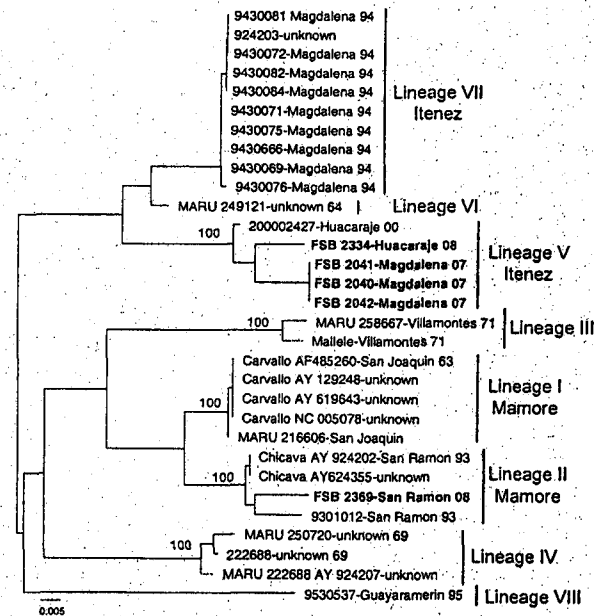 9430081 Magdalena 94
924203-unknown
9430072-Magdalena 94
9430082-Magdalena 94
9430084-Magdalena 94
9430071-Magdalena 94
9430075-Magdalena 94
9430666-Magdalena 94
9430069-Magdalena 94
9430076-Magdalena 94
Lineage VII
Itenez
MARU 249121-unknown 64
Lineage VI
100
200002427-Huacaraje 00
FSB 2334-Huacaraje 08
FSB 2041-Magdalena 07
FSB 2040-Magdalena 07
FSB 2042-Magdalena 07
Lineage V
Itenez
100
MARU 258667-Villamontes 71
Mallele-Villamontes 71
Lineage III
100
Carvallo AF485260-San Joaquin 63
Carvallo AY 129248-unknown
Carvallo AY 619643-unknown
Carvallo NC 005078-unknown
MARU 216606-San Joaquin
Lineage I
Mamore
100
Chicava AY 924202-San Ramon 93
Chicava AY624355-unknown
FSB 2369-San Ramon 08
9301012-San Ramon 93
Lineage II
Mamore
100
MARU 250720-unknown 69
222688-unknown 69
MARU 222688 AY 924207-unknown
Lineage IV
9530537-Guayaramerin 95
Lineage VIII
0.005